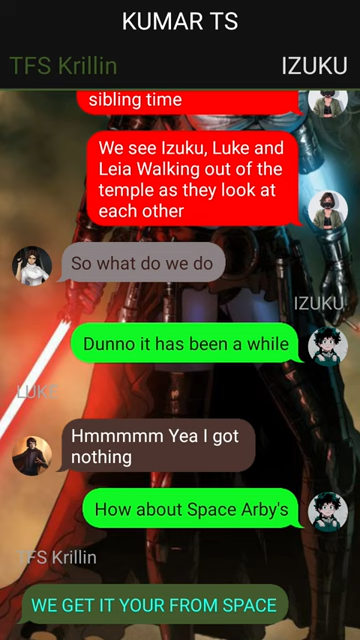 KUMAR TS
TFS Krillin
IZUKU
sibling time
We see Izuku, Luke and
Leia Walking out of the
temple as they look at
each other
So what do we do
IZUKU
Dunno it has been a while
LUKE
Hmmmmm Yea I got
nothing
How about Space Arby's
TFS Krillin
WE GET IT YOUR FROM SPACE